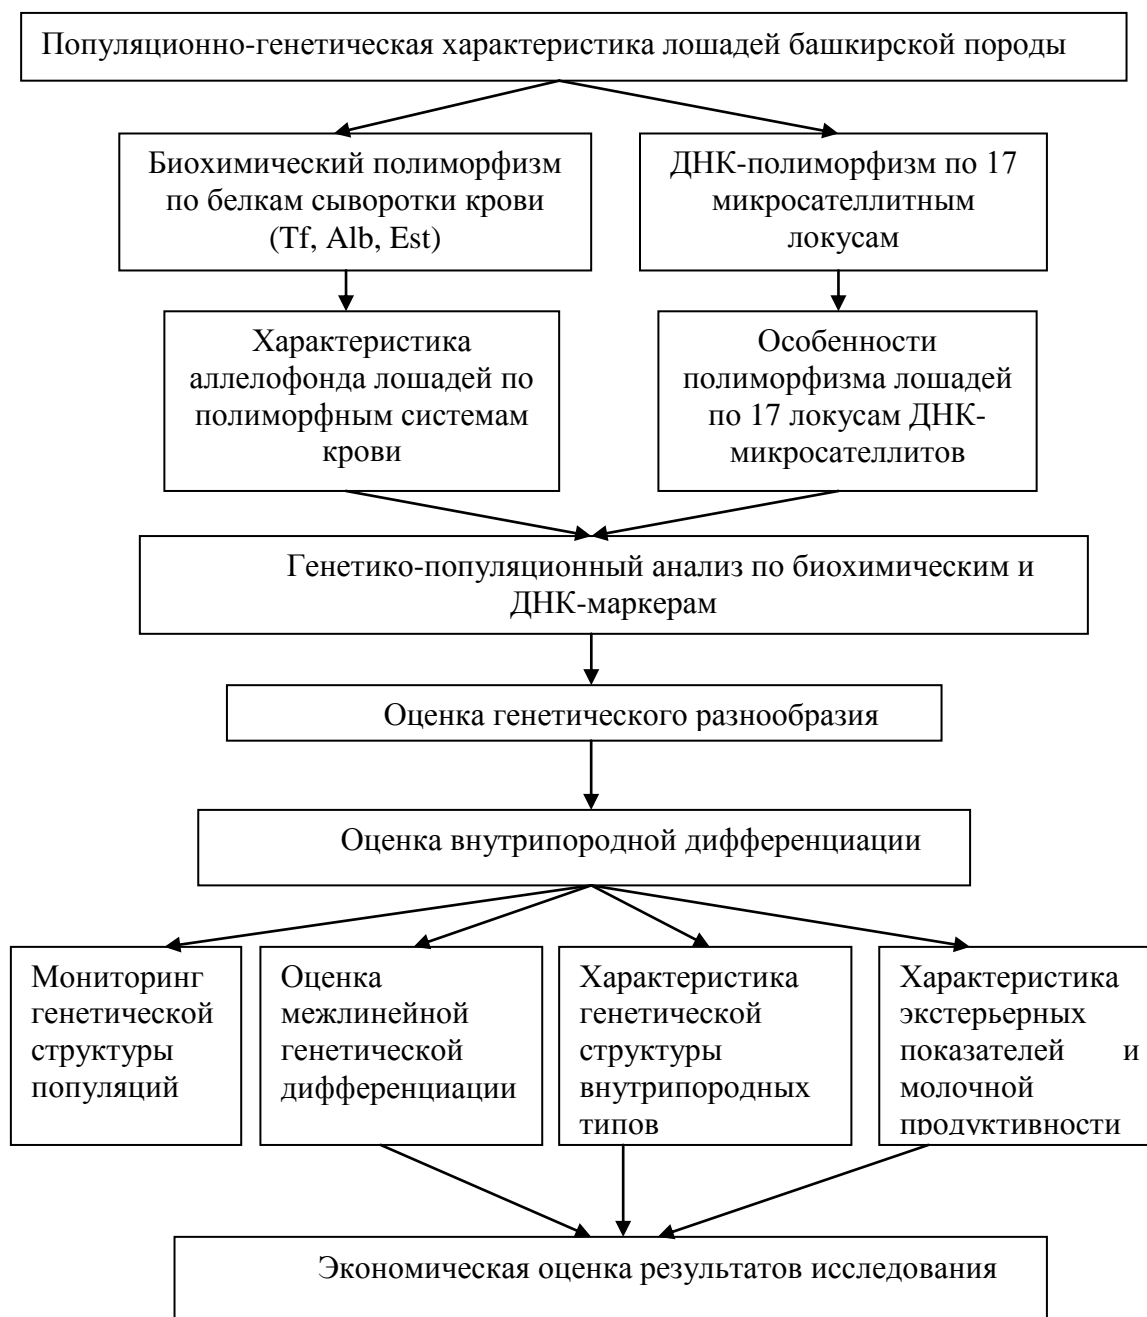 Популяционно-генетическая характеристика лошадей башкирской породы
Биохимический полиморфизм
по белкам сыворотки крови
(Tf, Alb, Est)
ДНК-полиморфизм по 17
микросателлитным
локусам
Характеристика
аллелофонда лошадей по
полиморфным системам
крови
Особенности
полиморфизма лошадей
по 17 локусам ДНК-
микросателлитов
Генетико-популяционный анализ по биохимическим и
ДНК-маркерам
Оценка генетического разнообразия
Оценка внутрипородной дифференциации
Мониторинг
генетической
структуры
популяций
Оценка
межлинейной
генетической
дифференциации
Характеристика
генетической
структуры
внутрипородных
типов
Характеристика
экстерьерных
показателей и
молочной
продуктивности
Экономическая оценка результатов исследования